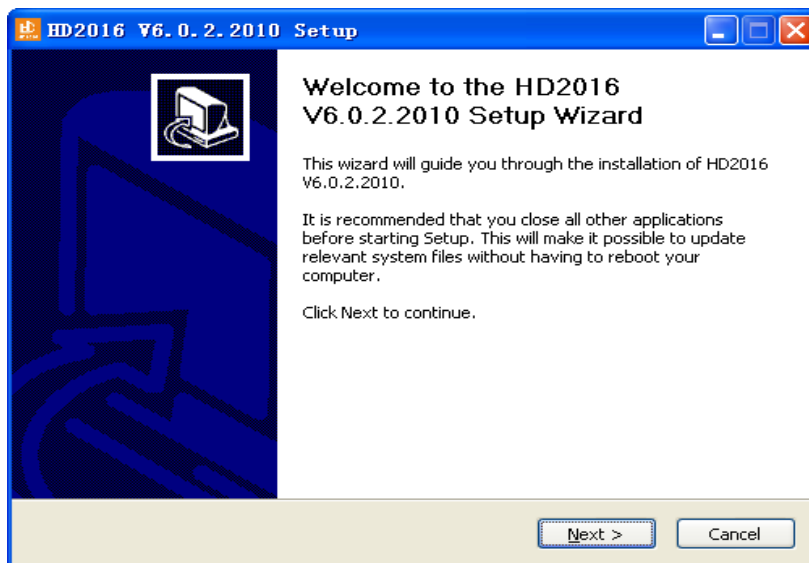 HD2016 V6.0.2.2010 Setup
Welcome to the HD2016
V6.0.2.2010 Setup Wizard
This wizard will guide you through the installation of HD2016
V6.0.2.2010.
It is recommended that you close all other applications
before starting Setup. This will make it possible to update
relevant system files without having to reboot your
computer.
Click Next to continue.
Next >
Cancel